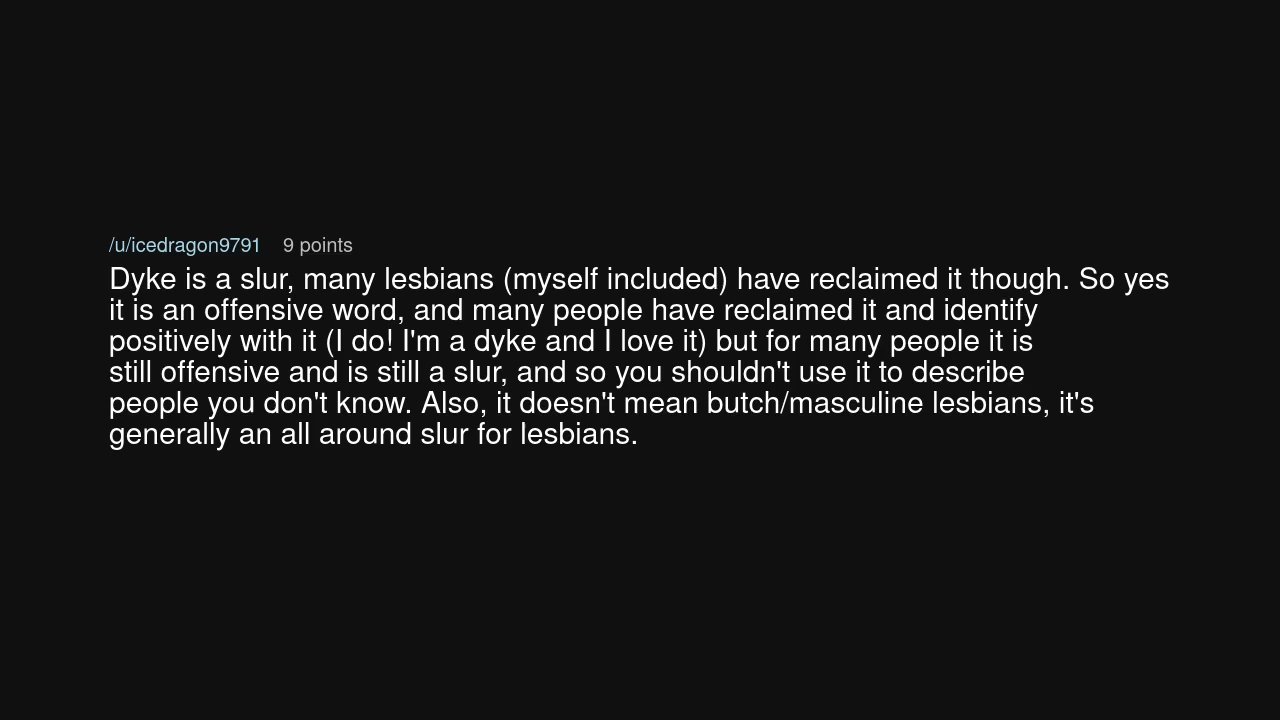 /u/icedragon9791 9 points
Dyke is a slur, many lesbians (myself included) have reclaimed it though. So yes
it is an offensive word, and many people have reclaimed it and identify
positively with it (I do! I'm a dyke and I love it) but for many people it is
still offensive and is still a slur, and so you shouldn't use it to describe
people you don't know. Also, it doesn't mean butch/masculine lesbians, it's
generally an all around slur for lesbians.